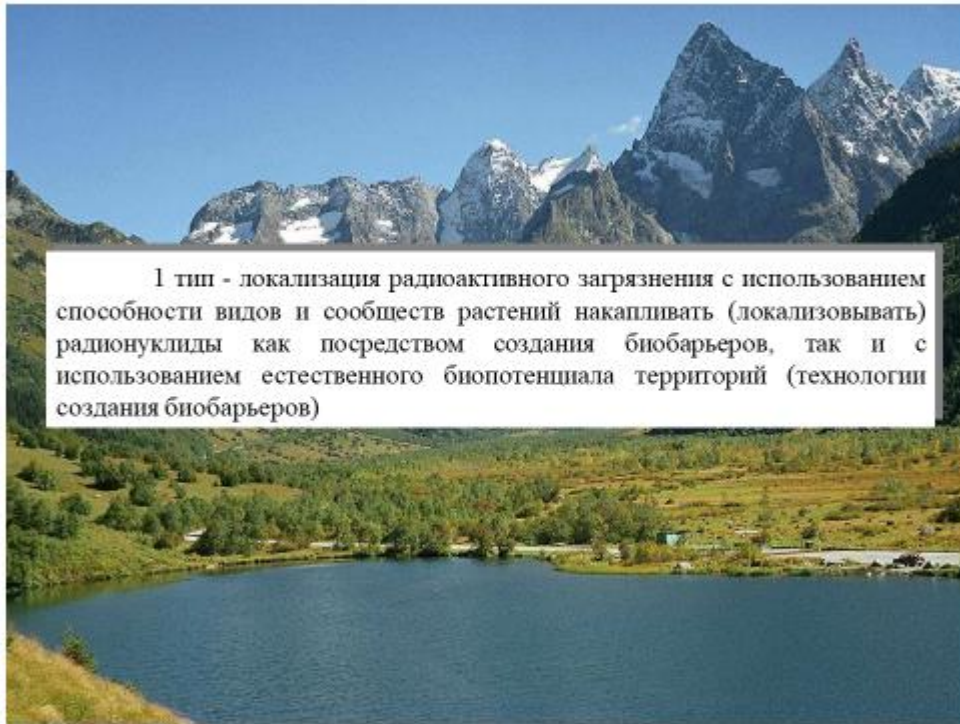 1 тип - локализация радиоактивного загрязнения с использованием
способности видов и сообществ растений накапливать (локализовывать)
радионуклиды как посредством создания биобарьеров, так и с
использованием естественного биопотенциала территорий (технологии
создания биобарьеров)